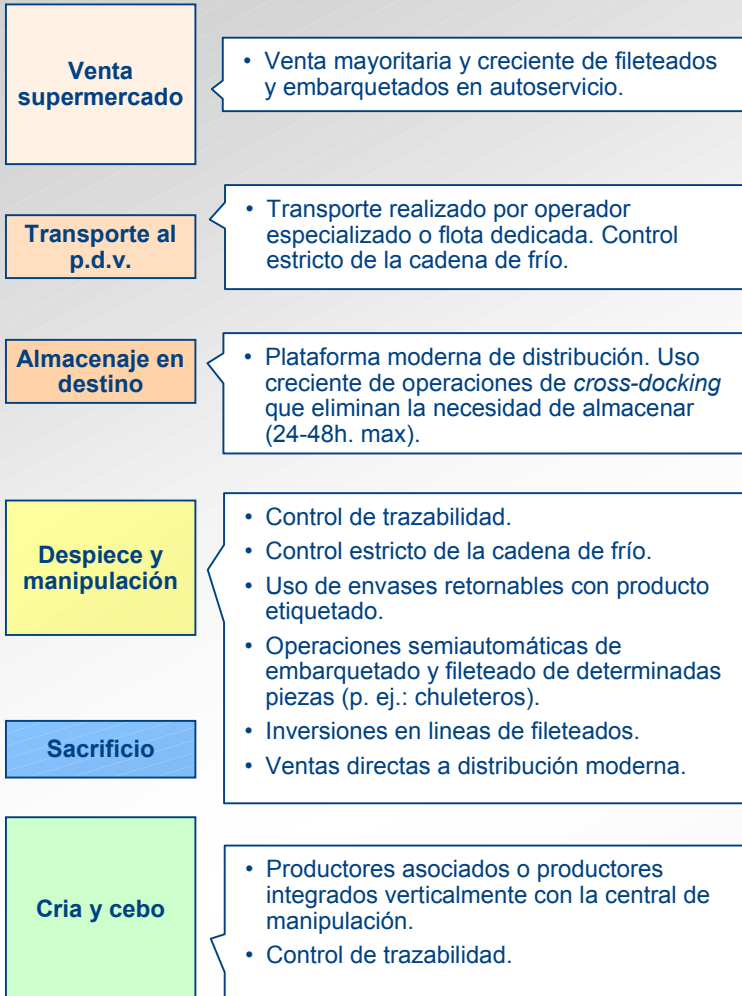 Venta
supermercado
• Venta mayoritaria y creciente de fileteados
y embarquetados en autoservicio.
Transporte al
p.d.v.
• Transporte realizado por operador
especializado o flota dedicada. Control
estricto de la cadena de frío.
Almacenaje en
destino
• Plataforma moderna de distribución. Uso
creciente de operaciones de cross-docking
que eliminan la necesidad de almacenar
(24-48h. max).
Despiece y
manipulación
• Control de trazabilidad.
• Control estricto de la cadena de frío.
• Uso de envases retornables con producto
etiquetado.
• Operaciones semiautomáticas de
embarquetado y fileteado de determinadas
piezas (p. ej.: chuleteros).
• Inversiones en lineas de fileteados.
• Ventas directas a distribución moderna.
Sacrificio
Cria y cebo
• Productores asociados o productores
integrados verticalmente con la central de
manipulación.
• Control de trazabilidad.